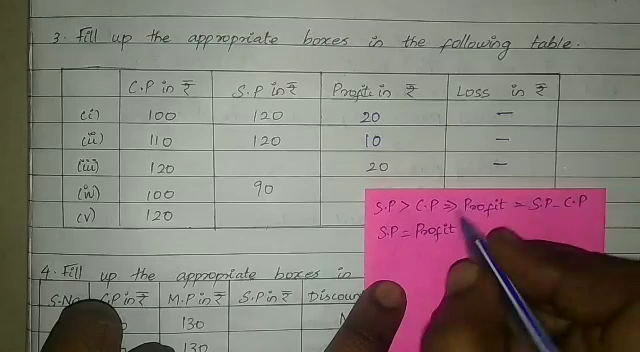 3. Fill up the appropriate boxes in the following table.
C.P in ₹ S.P in ₹ Profit in ₹ Loss in ₹
(i) 100 120 20 —
(ii) 110 120 10 —
(iii) 120 20 —
(iv) 100 90
(v) 120
S.P > C.P ⇒ Profit = S.P - C.P
S.P = Profit
4. Fill up the appropriate boxes in
S.No C.P in ₹ M.P in ₹ S.P in ₹ Discoun
130
130